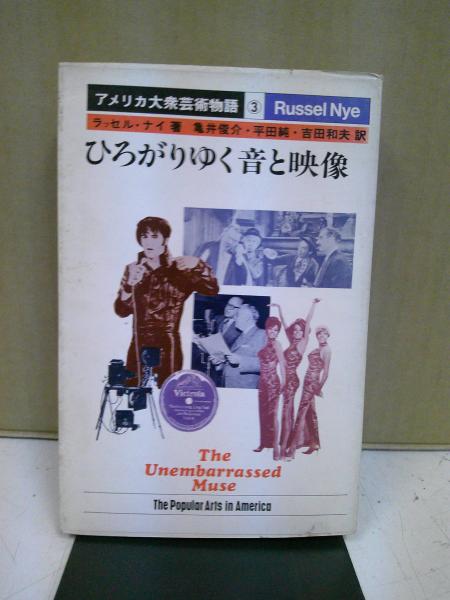 アメリカ大衆芸術物語 ③ Russel Nye
ラッセル・ナイ 著 亀井俊介・平田純・吉田和夫 訳
ひろがりゆく音と映像
Victrola
The
Unembarrassed
Muse
The Popular Arts in America